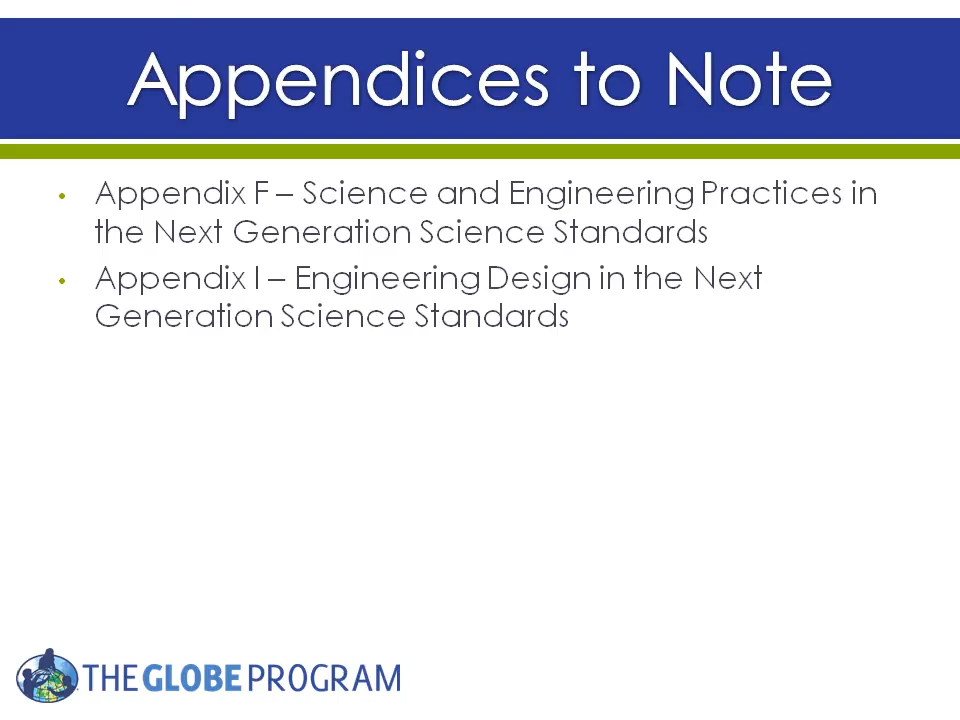 Appendices to Note
• Appendix F – Science and Engineering Practices in
the Next Generation Science Standards
• Appendix I – Engineering Design in the Next
Generation Science Standards
THE GLOBE PROGRAM